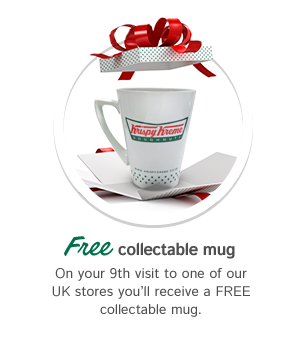 Krispy Kreme
DOUGHNUTS
Free collectable mug
On your 9th visit to one of our
UK stores you'll receive a FREE
collectable mug.